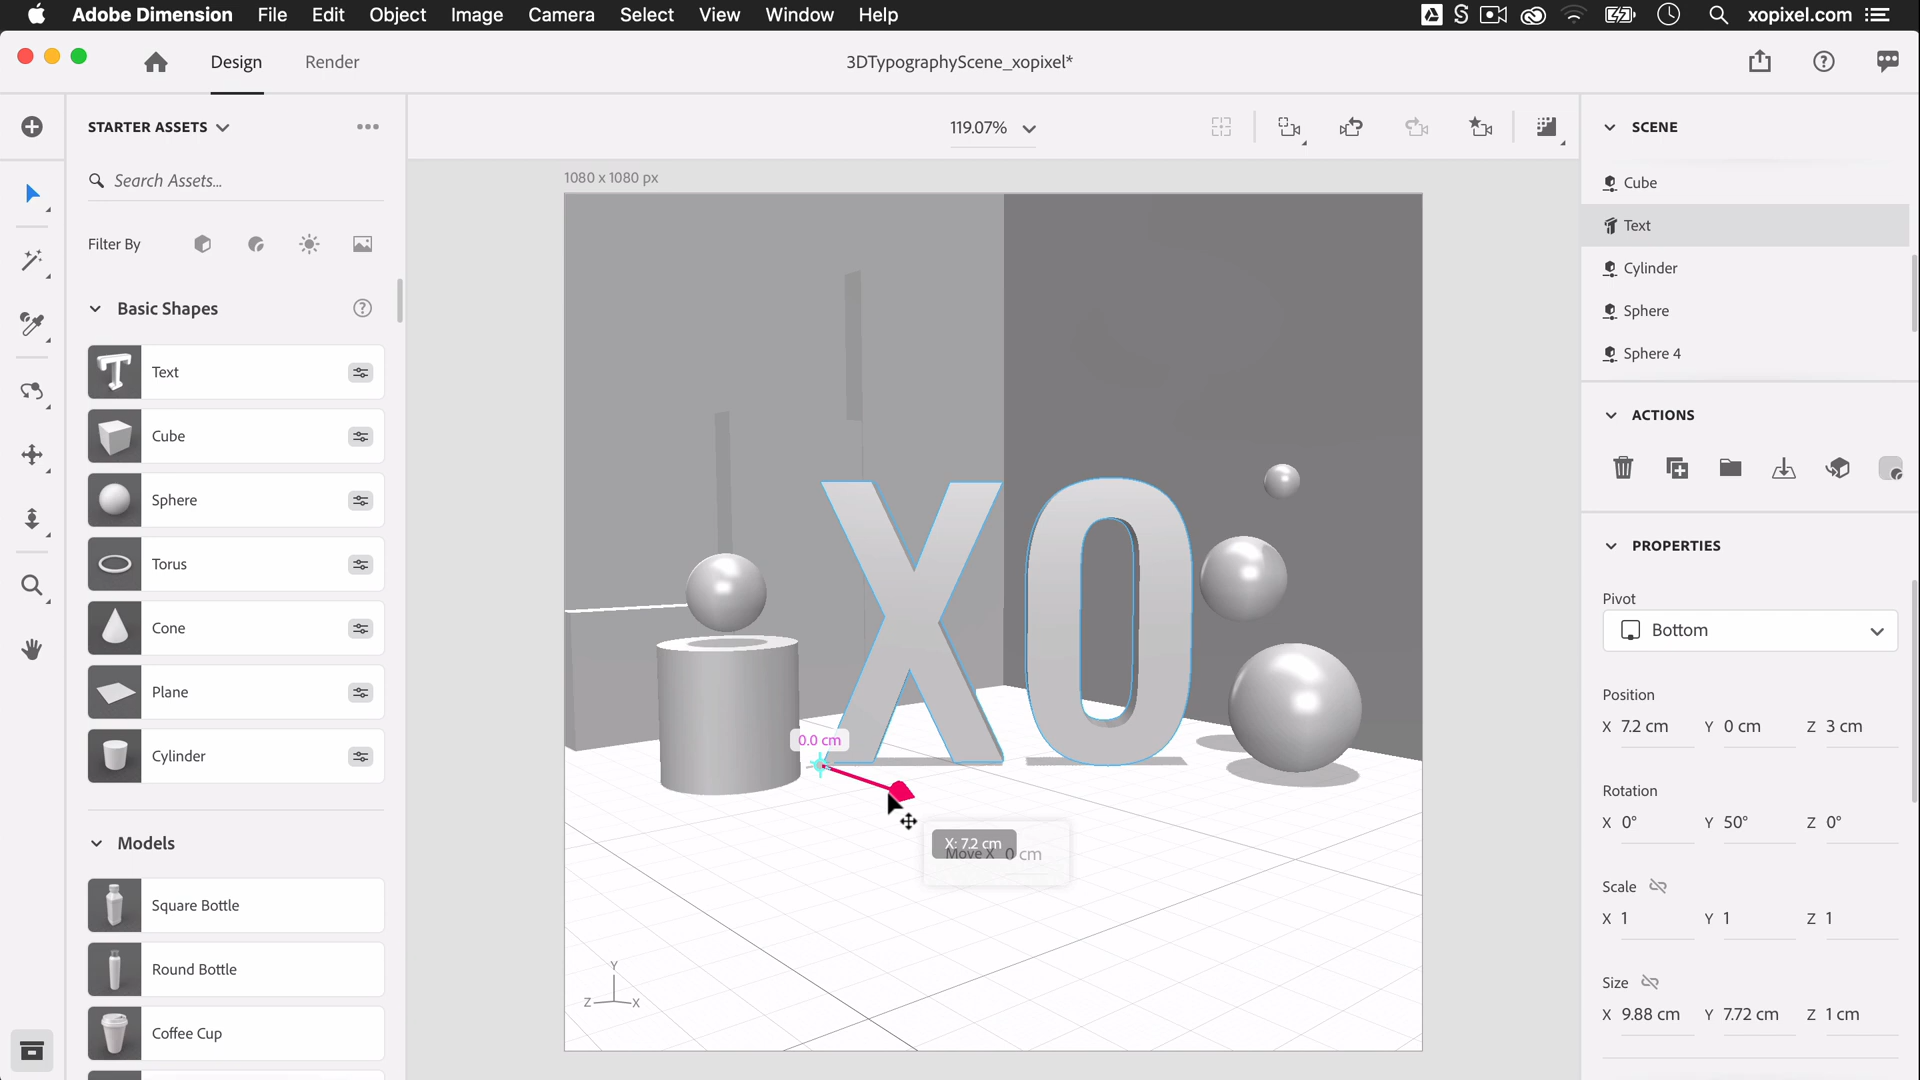 Adobe Dimension File Edit Object Image Camera Select View Window Help xopixel.com
Design Render 3DTypographyScene_xopixel*
STARTER ASSETS
Search Assets...
Filter By
Basic Shapes
Text
Cube
Sphere
Torus
Cone
Plane
Cylinder
Models
Square Bottle
Round Bottle
Coffee Cup
119.07%
1080 x 1080 px
XO
0.0 cm
X: 7.2 cm
Move X 0 cm
Y
Z X
SCENE
Cube
Text
Cylinder
Sphere
Sphere 4
ACTIONS
PROPERTIES
Pivot
Bottom
Position
X 7.2 cm Y 0 cm Z 3 cm
Rotation
X 0° Y 50° Z 0°
Scale
X 1 Y 1 Z 1
Size
X 9.88 cm Y 7.72 cm Z 1 cm